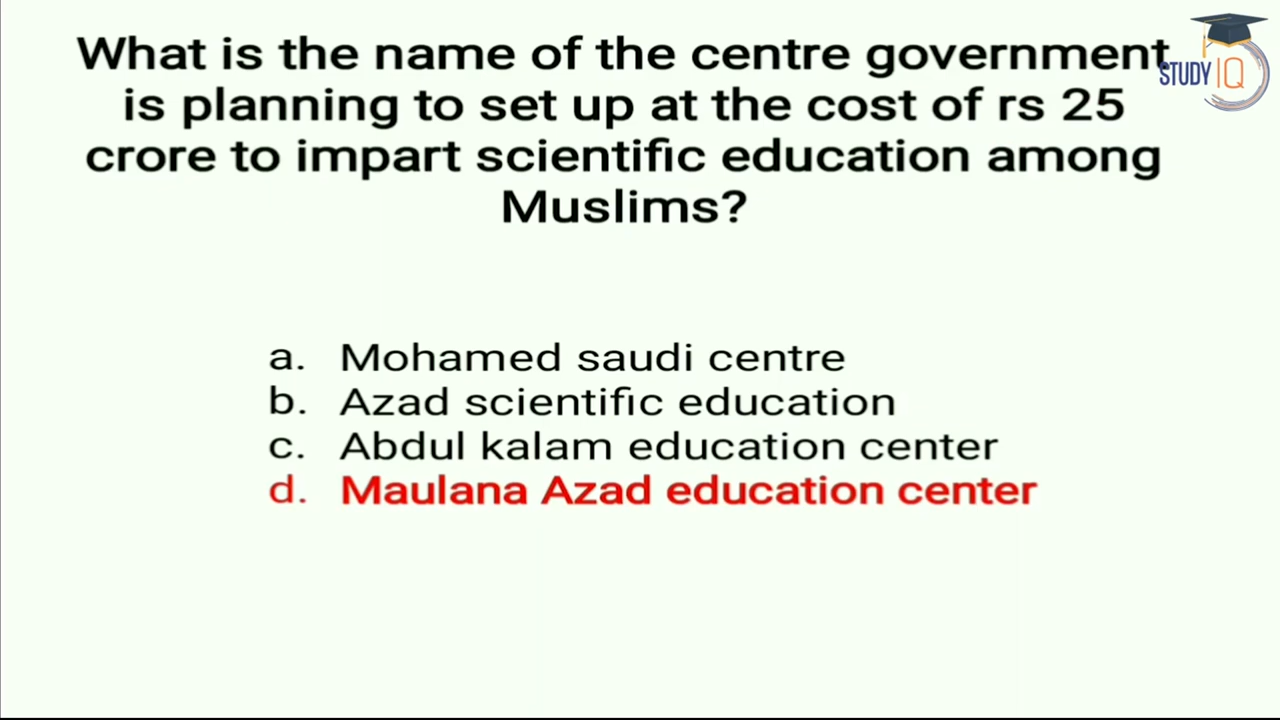 What is the name of the centre government
is planning to set up at the cost of rs 25
crore to impart scientific education among
Muslims?
STUDY IQ
a. Mohamed saudi centre
b. Azad scientific education
c. Abdul kalam education center
d. Maulana Azad education center